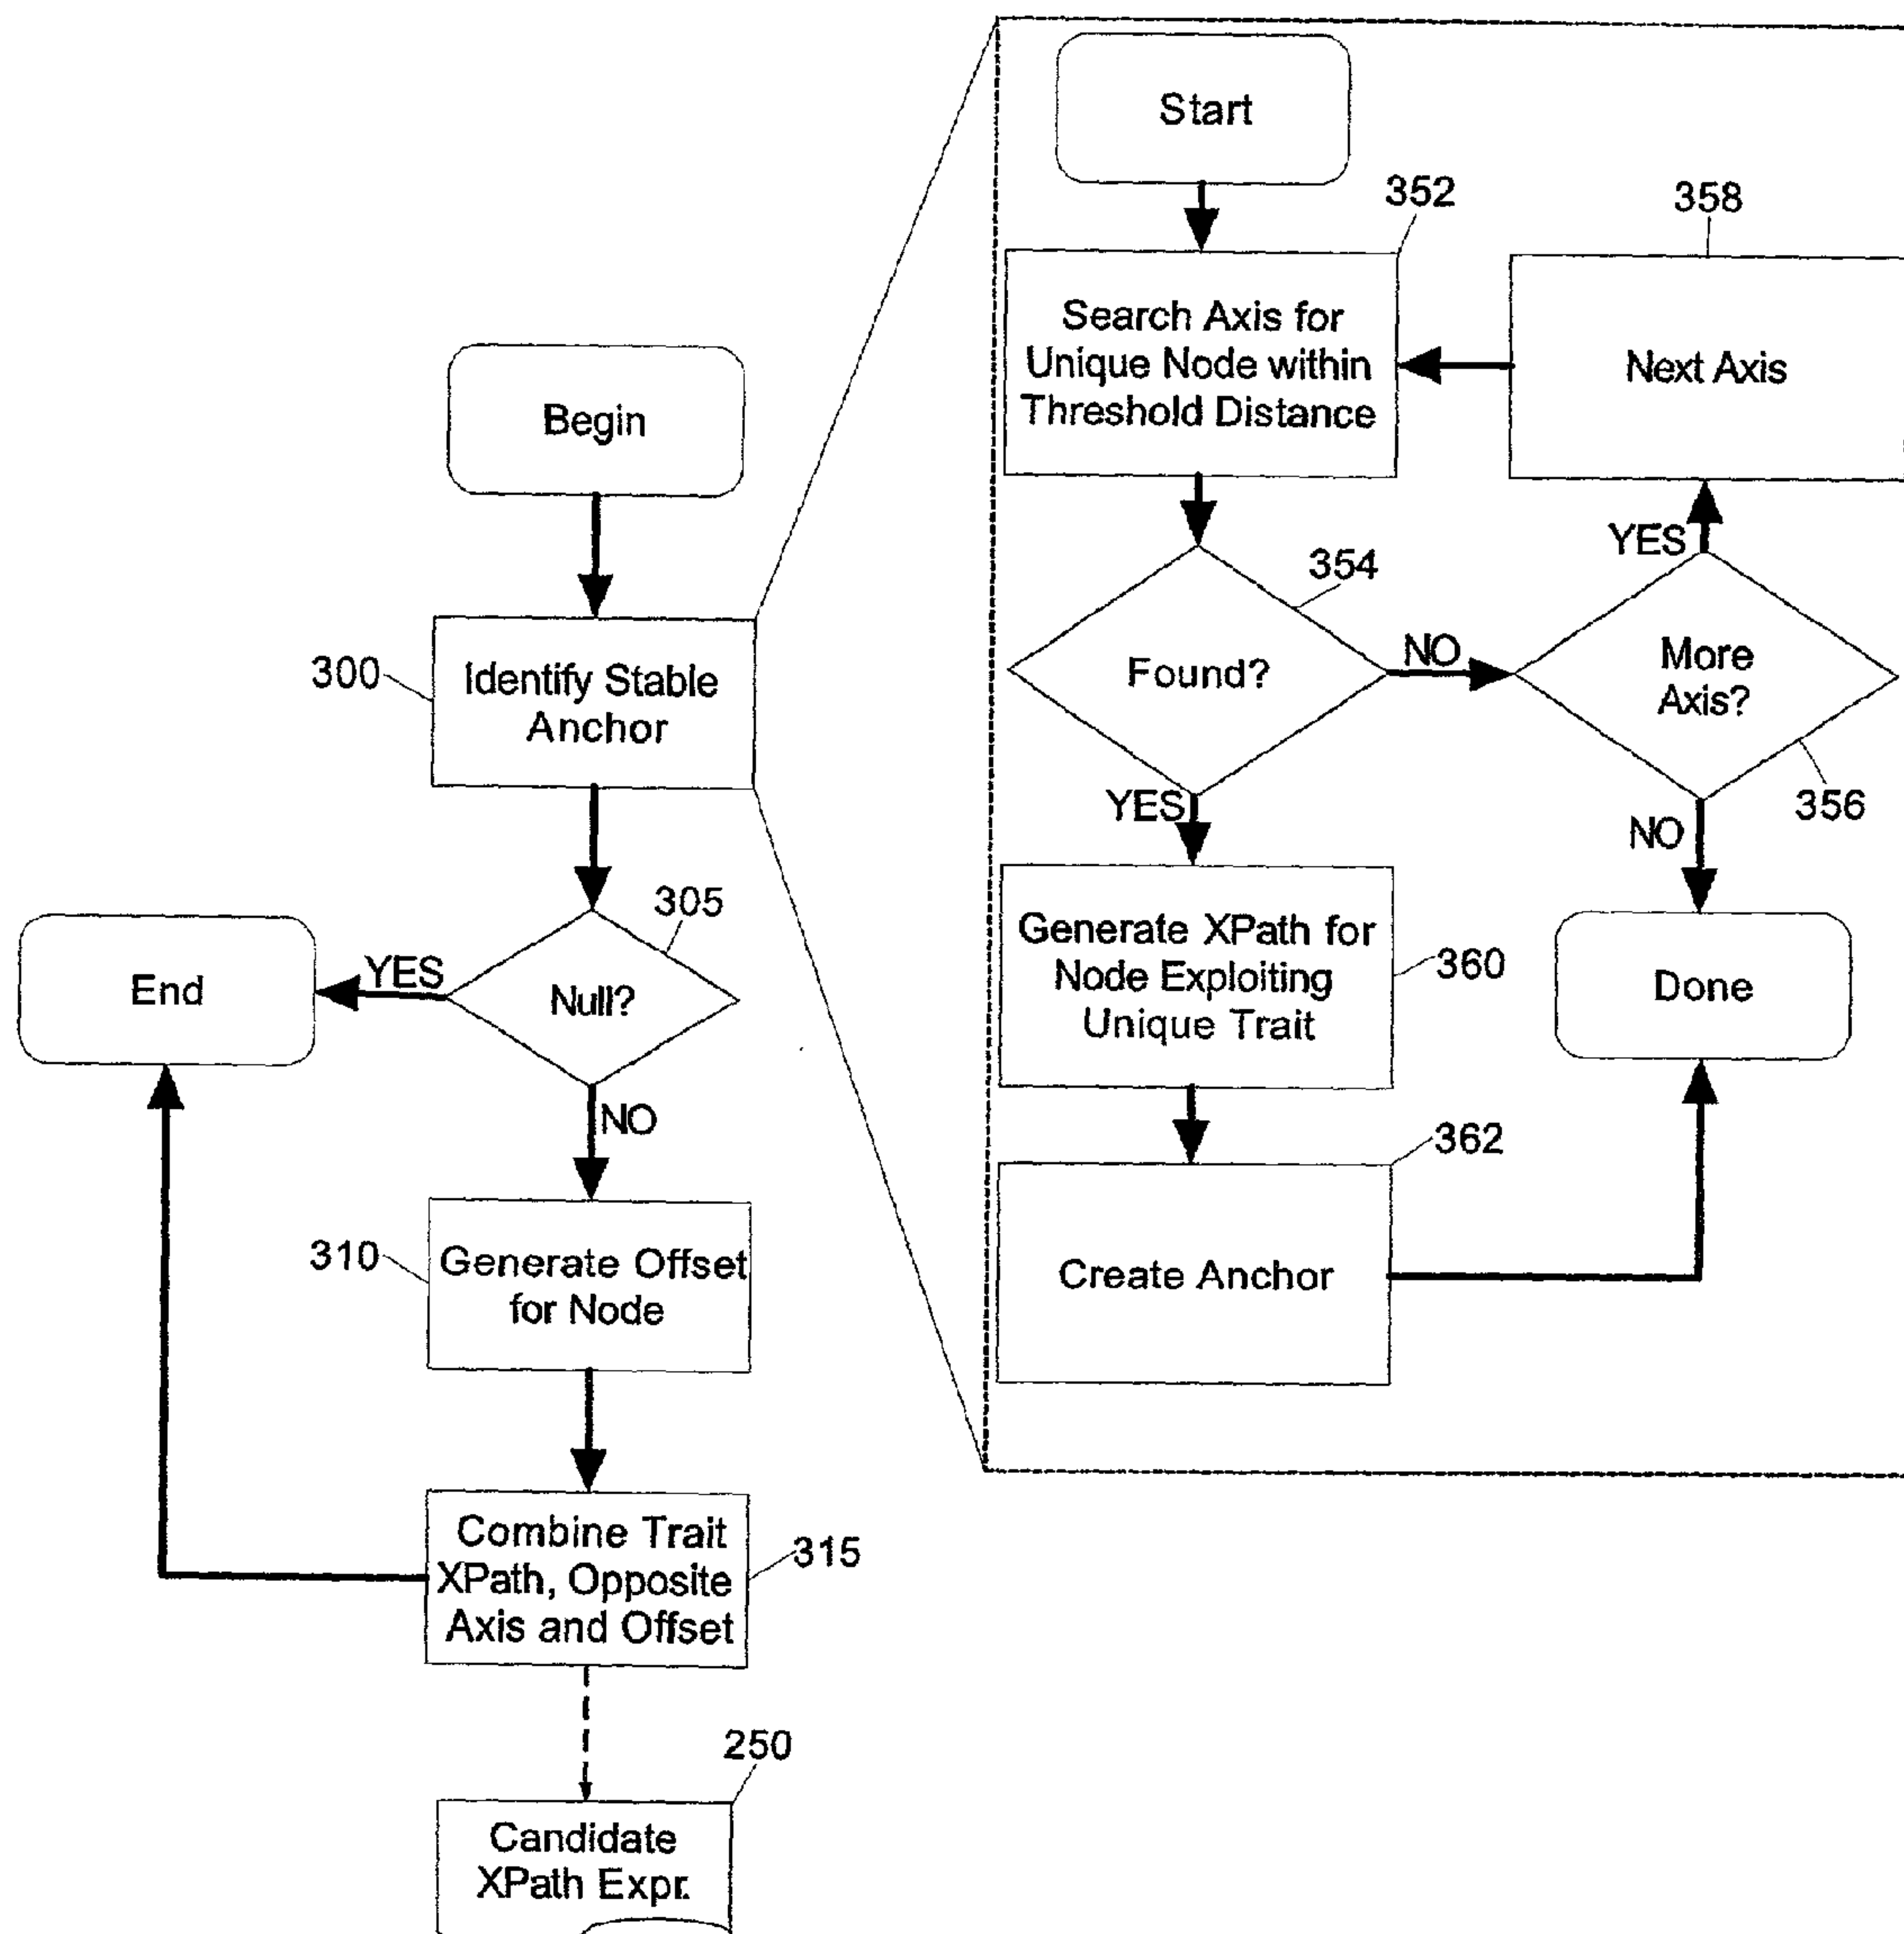 Begin
300
Identify Stable
Anchor
305
Null?
YES
End
NO
310
Generate Offset
for Node
Combine Trait
XPath, Opposite
Axis and Offset
315
250
Candidate
XPath Expr.
Start
352
Search Axis for
Unique Node within
Threshold Distance
358
Next Axis
354
Found?
NO
More
Axis?
YES
356
NO
Done
YES
Generate XPath for
Node Exploiting
Unique Trait
360
362
Create Anchor